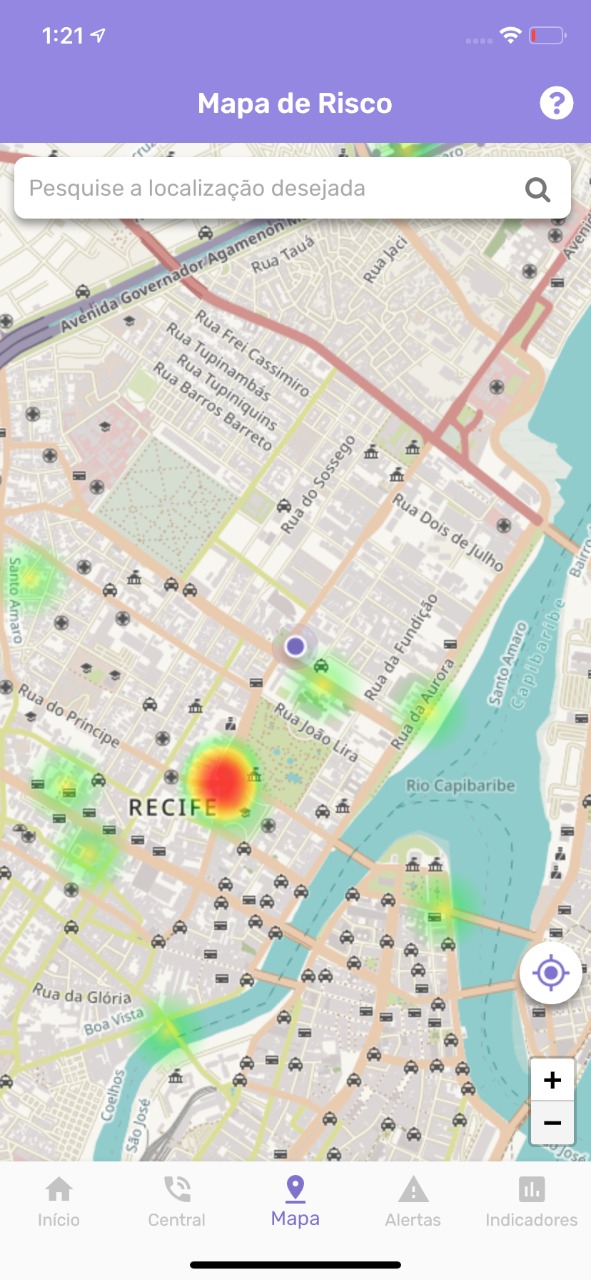 1:21
Mapa de Risco
?
Pesquise a localização desejada
Avenida Governador Agamenon M
Rua Tauá
Rua Jaci
Avenid
Rua Frei Cassimiro
Rua Tupinambás
Rua Tupiniquins
Rua Barros Barreto
Rua do Sossego
Rua Dois de Julho
Bairro
Santo Amaro
Rua da Fundição
Santo Amaro
Capibaribe
Rua do Príncipe
Rua João Lira
Rua da Aurora
Rio Capibaribe
RECIFE
Rua da Glória
Boa Vista
Coelhos
São José
+
−
Início
Central
Mapa
Alertas
Indicadores